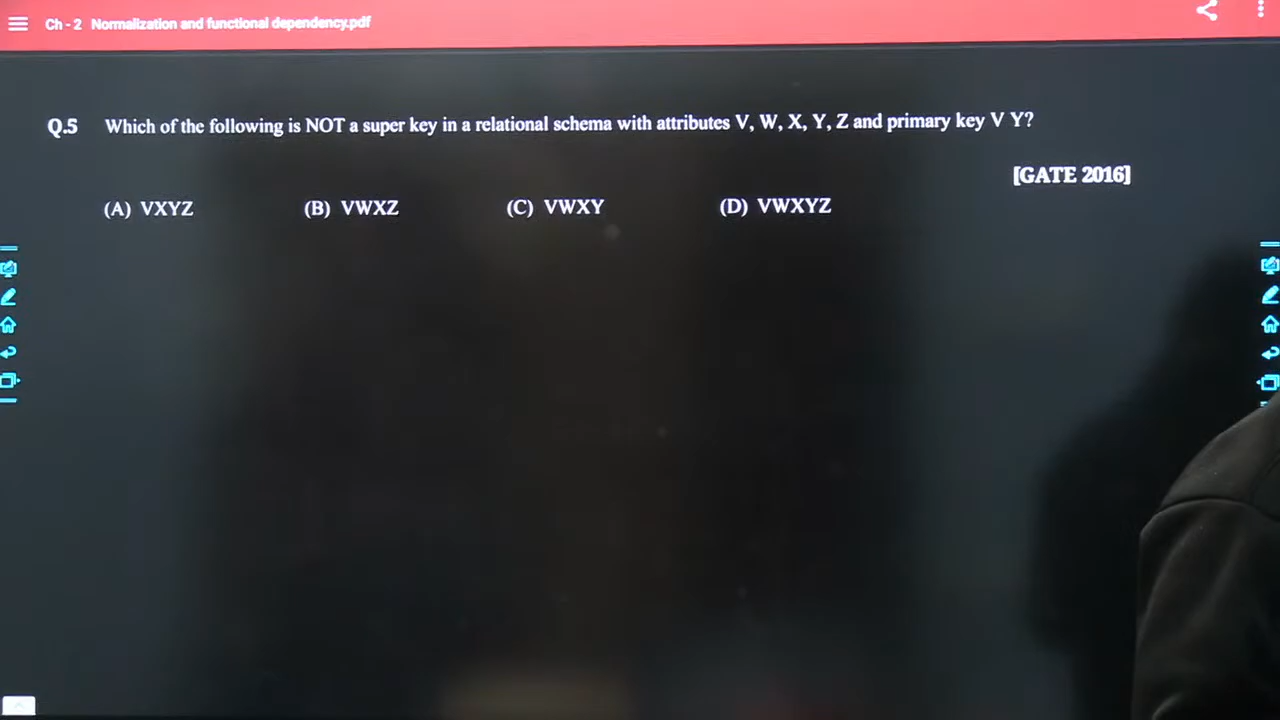 Ch - 2 Normalization and functional dependency.pdf
Q.5 Which of the following is NOT a super key in a relational schema with attributes V, W, X, Y, Z and primary key V Y?
[GATE 2016]
(A) VXYZ (B) VWXZ (C) VWXY (D) VWXYZ